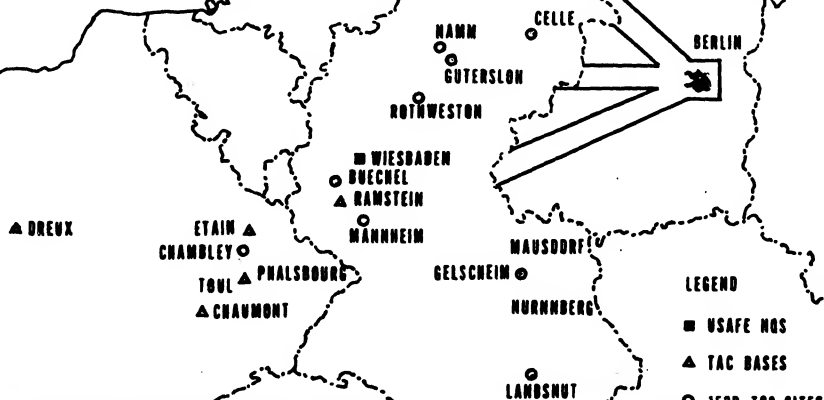 CELLE
HAMM
BERLIN
GUTERSLOH
ROTHWESTON
WIESBADEN
BUECHEL
RAMSTEIN
DREUX
ETAIN
MANNHEIM
CHAMBLEY
MAUSDORF
PHALSBOURG
GELSCHEIM
TOUL
LEGEND
CHAUMONT
NURNNBERG
USAFE HQS
TAC BASES
LANDSHUT